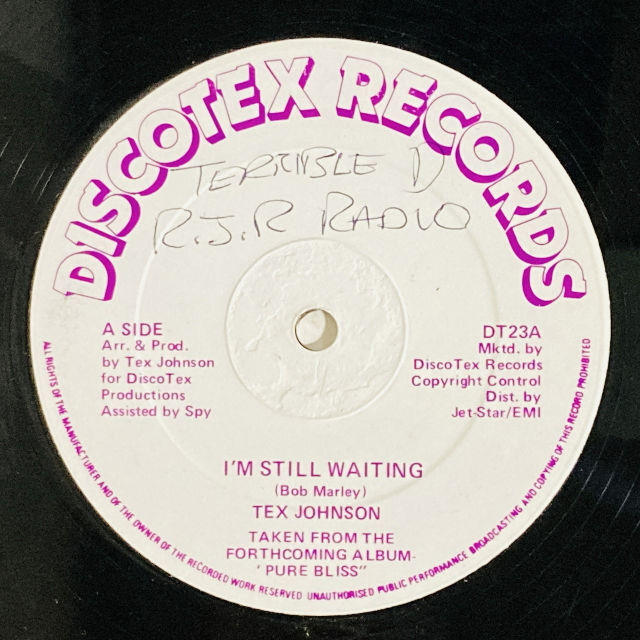 DISCOTEX RECORDS
TERRIBLE D
R.J.R RADIO
A SIDE
Arr. & Prod.
by Tex Johnson
for DiscoTex
Productions
Assisted by Spy
DT23A
Mktd. by
DiscoTex Records
Copyright Control
Dist. by
Jet-Star/EMI
I'M STILL WAITING
(Bob Marley)
TEX JOHNSON
TAKEN FROM THE
FORTHCOMING ALBUM-
'PURE BLISS"
ALL RIGHTS OF THE MANUFACTURER AND OF THE OWNER OF THE RECORDED WORK RESERVED UNAUTHORISED PUBLIC PERFORMANCE BROADCASTING AND COPYING OF THIS RECORD PROHIBITED